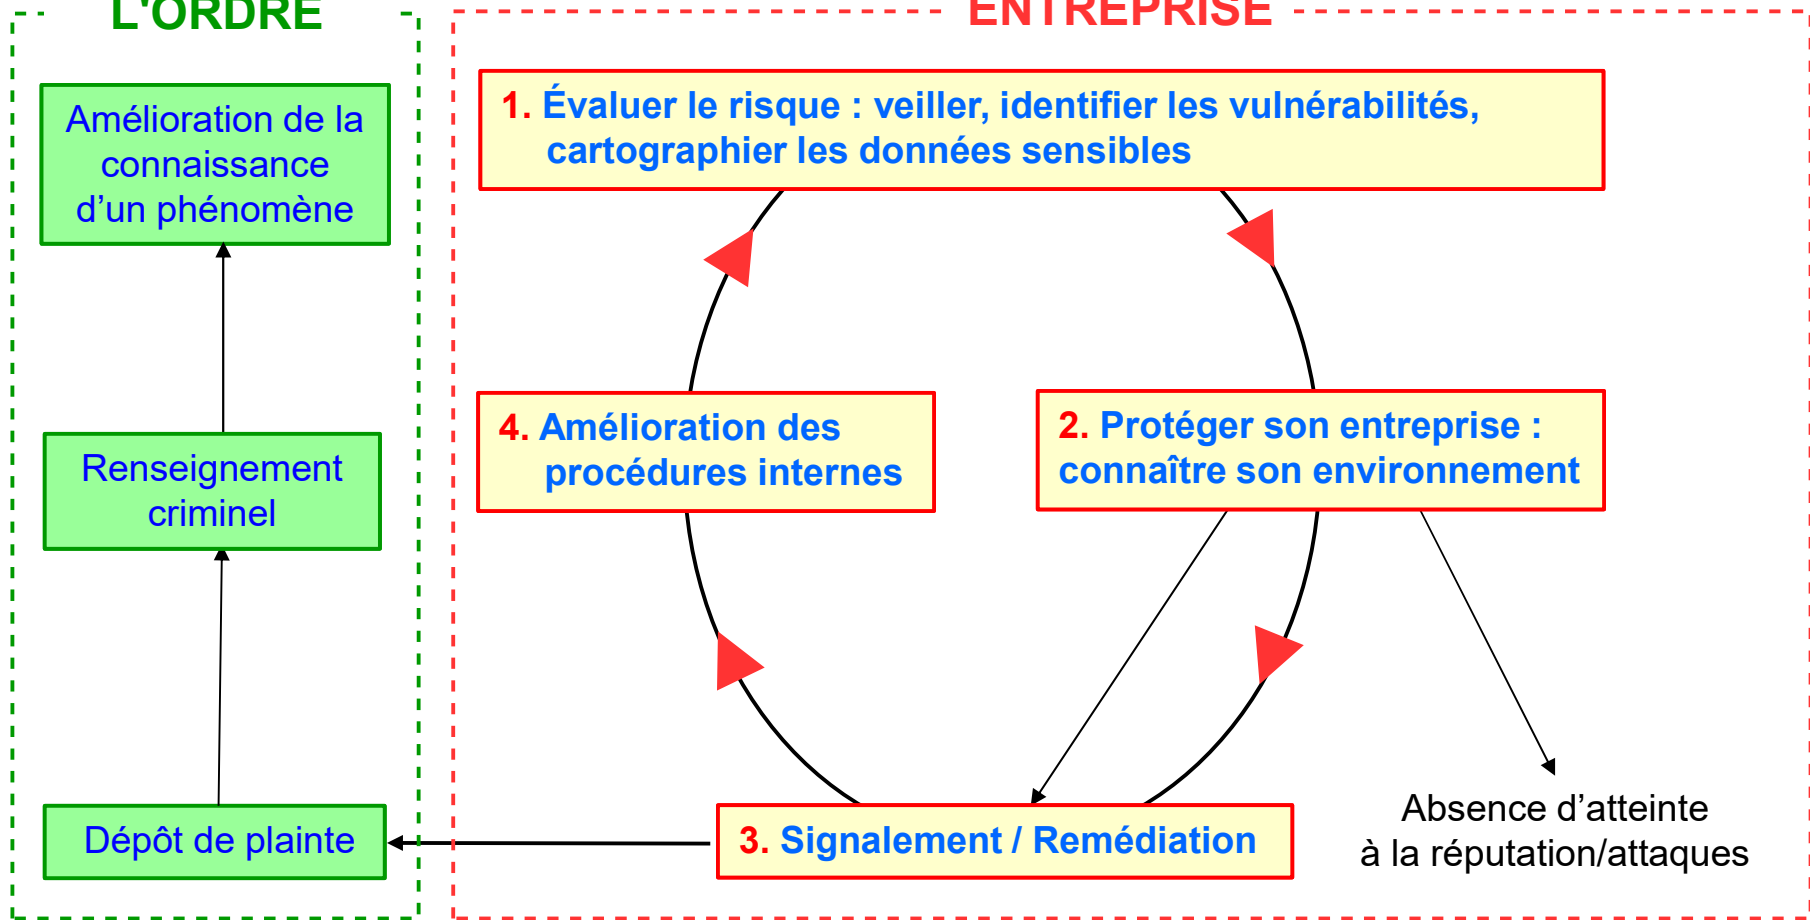 L'ORDRE
ENTREPRISE
Amélioration de la
connaissance
d’un phénomène
Renseignement
criminel
Dépôt de plainte
1. Évaluer le risque : veiller, identifier les vulnérabilités,
cartographier les données sensibles
4. Amélioration des
procédures internes
2. Protéger son entreprise :
connaître son environnement
3. Signalement / Remédiation
Absence d’atteinte
à la réputation/attaques